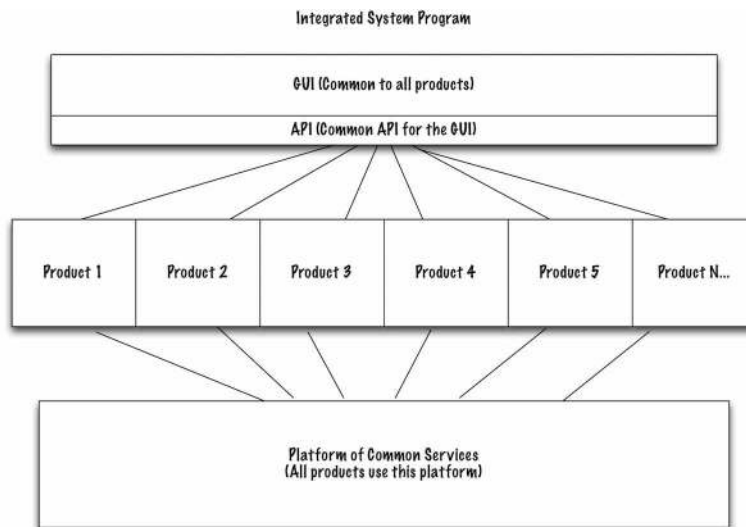 Integrated System Program
GUI (Common to all products)
API (Common API for the GUI)
Product 1
Product 2
Product 3
Product 4
Product 5
Product N...
Platform of Common Services
(All products use this platform)